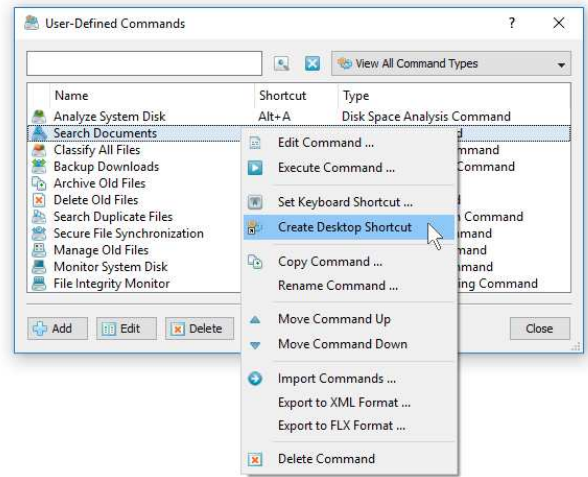 User-Defined Commands
View All Command Types
Name Shortcut Type
Analyze System Disk Alt+A Disk Space Analysis Command
Search Documents
Classify All Files
Backup Downloads Command
Archive Old Files
Delete Old Files
Search Duplicate Files Command
Secure File Synchronization
Manage Old Files
Monitor System Disk
File Integrity Monitor Command
Add Edit Delete Close
Edit Command ...
Execute Command ...
Set Keyboard Shortcut ...
Create Desktop Shortcut
Copy Command ...
Rename Command ...
Move Command Up
Move Command Down
Import Commands ...
Export to XML Format ...
Export to FLX Format ...
Delete Command